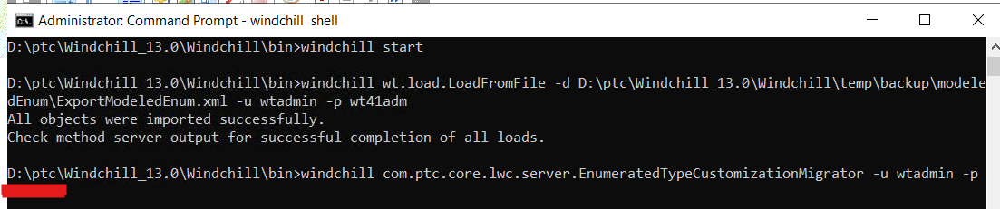 Administrator: Command Prompt - windchill  shell
D:\ptc\Windchill_13.0\Windchill\bin>windchill start
D:\ptc\Windchill_13.0\Windchill\bin>windchill wt.load.LoadFromFile -d D:\ptc\Windchill_13.0\Windchill\temp\backup\modele
dEnum\ExportModeledEnum.xml -u wtadmin -p wt41adm
All objects were imported successfully.
Check method server output for successful completion of all loads.
D:\ptc\Windchill_13.0\Windchill\bin>windchill com.ptc.core.lwc.server.EnumeratedTypeCustomizationMigrator -u wtadmin -p